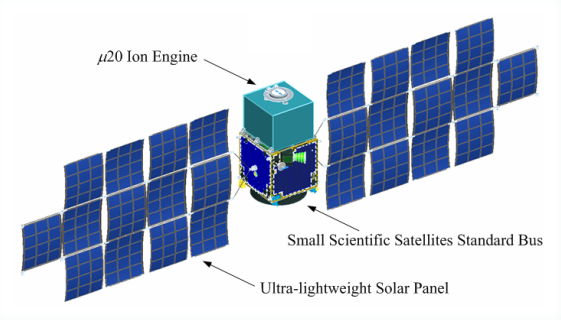 μ20 Ion Engine
Small Scientific Satellites Standard Bus
Ultra-lightweight Solar Panel